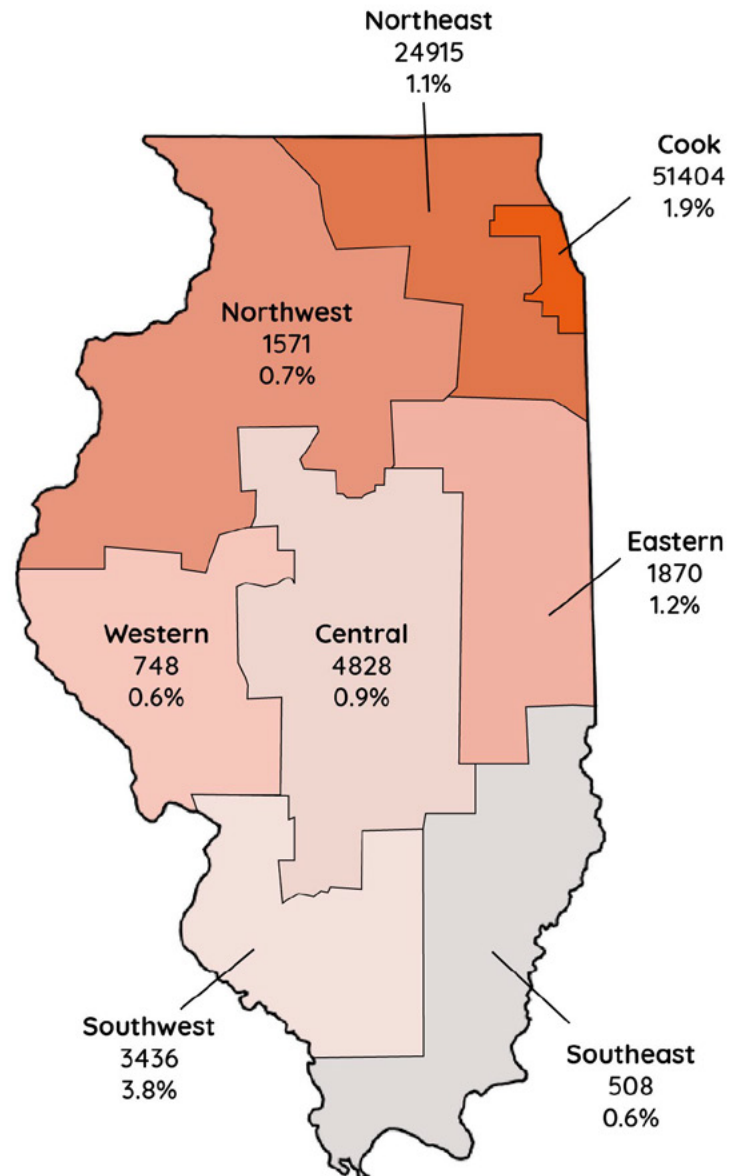 Northeast
24915
1.1%
Cook
51404
1.9%
Northwest
1571
0.7%
Eastern
1870
1.2%
Western
748
0.6%
Central
4828
0.9%
Southwest
3436
3.8%
Southeast
508
0.6%